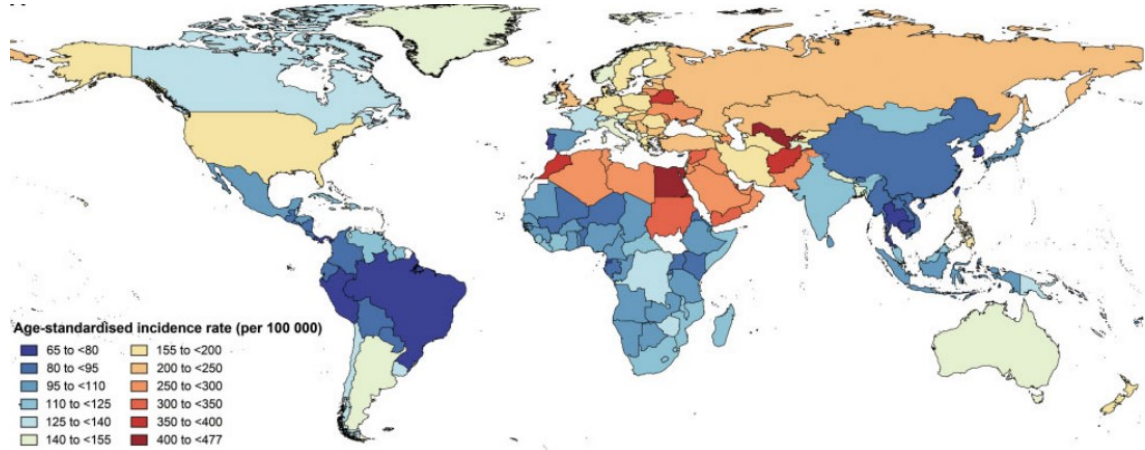 Age-standardised incidence rate (per 100 000)
65 to <80
80 to <95
95 to <110
110 to <125
125 to <140
140 to <155
155 to <200
200 to <250
250 to <300
300 to <350
350 to <400
400 to <477